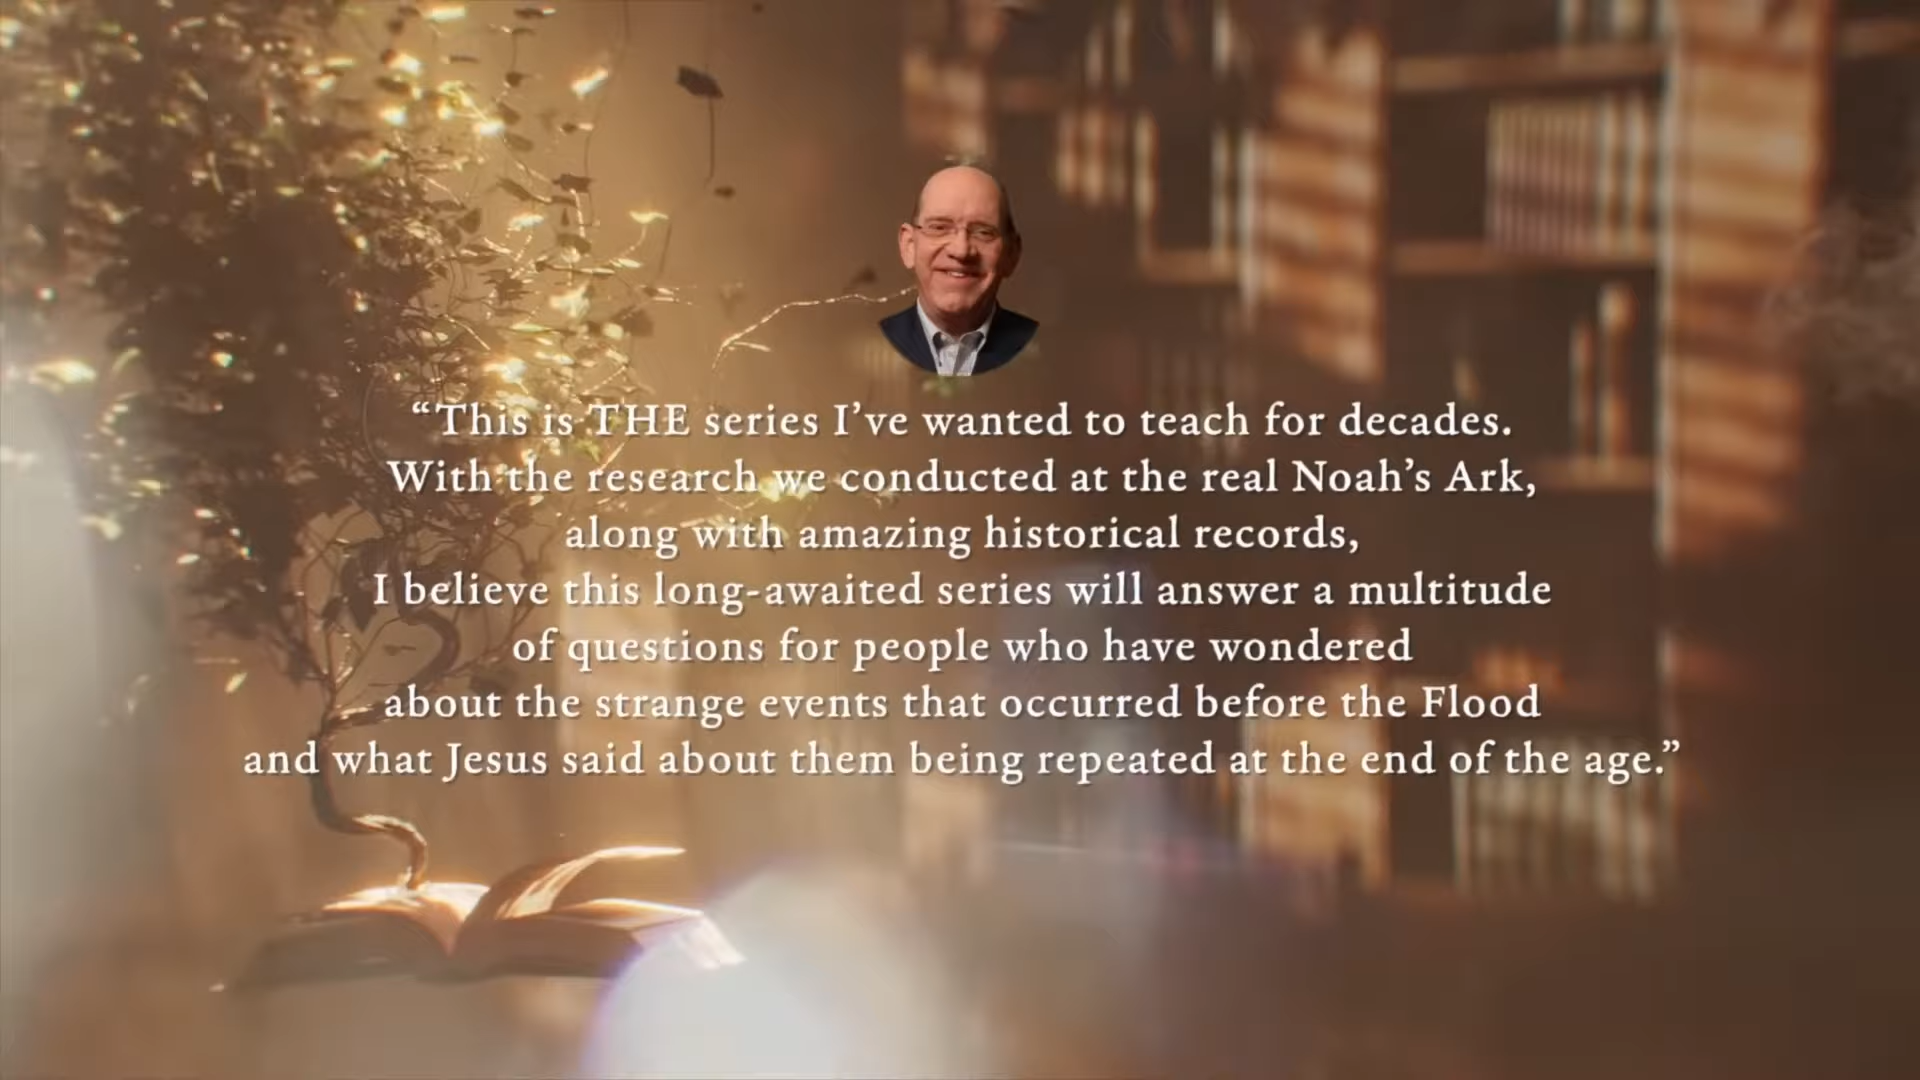 “This is THE series I’ve wanted to teach for decades.
With the research we conducted at the real Noah’s Ark,
along with amazing historical records,
I believe this long-awaited series will answer a multitude
of questions for people who have wondered
about the strange events that occurred before the Flood
and what Jesus said about them being repeated at the end of the age.”